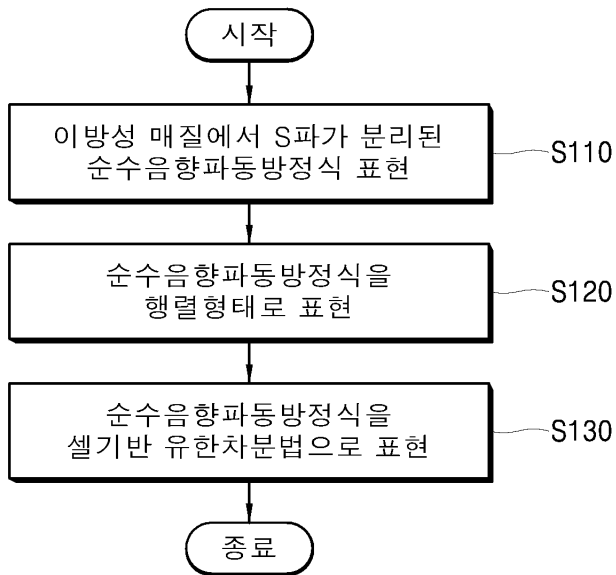 시작
이방성 매질에서 S파가 분리된
순수음향파동방정식 표현
S110
순수음향파동방정식을
행렬형태로 표현
S120
순수음향파동방정식을
셀기반 유한차분법으로 표현
S130
종료